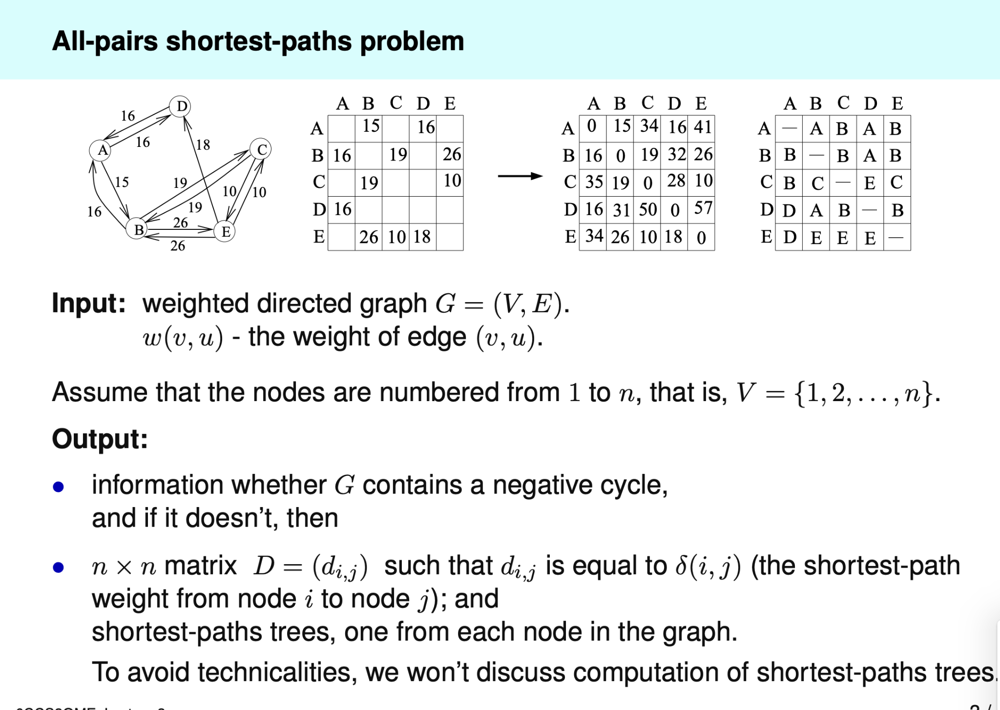 All-pairs shortest-paths problem
D
16
16
A
18
C
15
19
10
10
16
19
26
B
E
26
A B C D E
A 15 16
B 16 19 26
C 19 10
D 16
E 26 10 18
A B C D E
A 0 15 34 16 41
B 16 0 19 32 26
C 35 19 0 28 10
D 16 31 50 0 57
E 34 26 10 18 0
A B C D E
A — A B A B
B B — B A B
C B C — E C
D D A B — B
E D E E E —
Input: weighted directed graph G = (V, E).
w(v, u) - the weight of edge (v, u).
Assume that the nodes are numbered from 1 to n, that is, V = {1, 2, . . . , n}.
Output:
● information whether G contains a negative cycle,
and if it doesn't, then
● n × n matrix D = (d_{i,j}) such that d_{i,j} is equal to δ(i, j) (the shortest-path
weight from node i to node j); and
shortest-paths trees, one from each node in the graph.
To avoid technicalities, we won't discuss computation of shortest-paths trees.